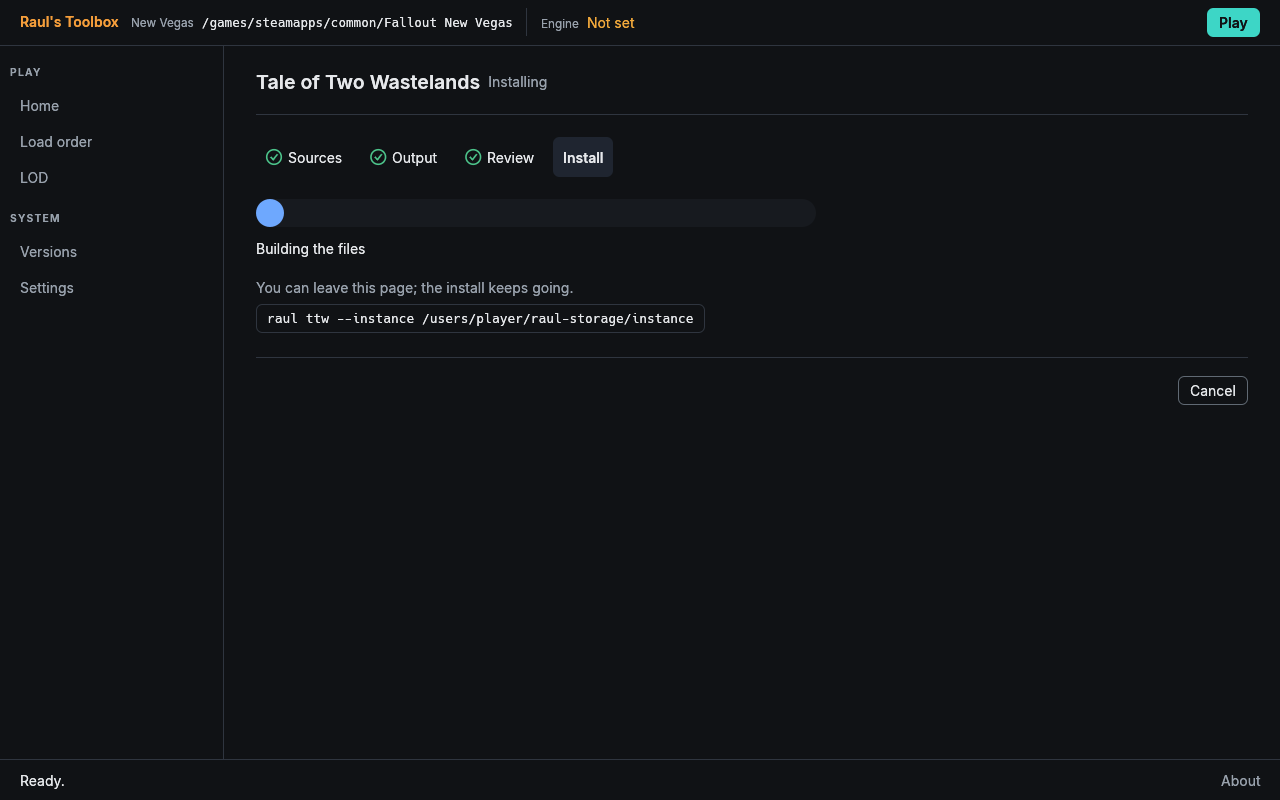 Raul's Toolbox New Vegas /games/steamapps/common/Fallout New Vegas Engine Not set Play
PLAY
Home
Load order
LOD
SYSTEM
Versions
Settings
Tale of Two Wastelands Installing
Sources Output Review Install
Building the files
You can leave this page; the install keeps going.
raul ttw --instance /users/player/raul-storage/instance
Cancel
Ready. About